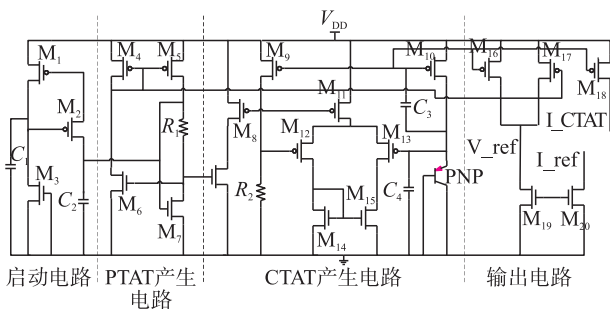 V_DD
M_1
M_4
M_5
M_9
M_10
M_16
M_17
M_18
M_11
C_3
I_CTAT
M_2
R_1
M_8
M_12
M_13
V_ref
I_ref
C_1
M_3
C_2
M_6
M_7
R_2
M_15
C_4
PNP
M_14
M_19
M_20
启动电路
PTAT产生
电路
CTAT产生电路
输出电路